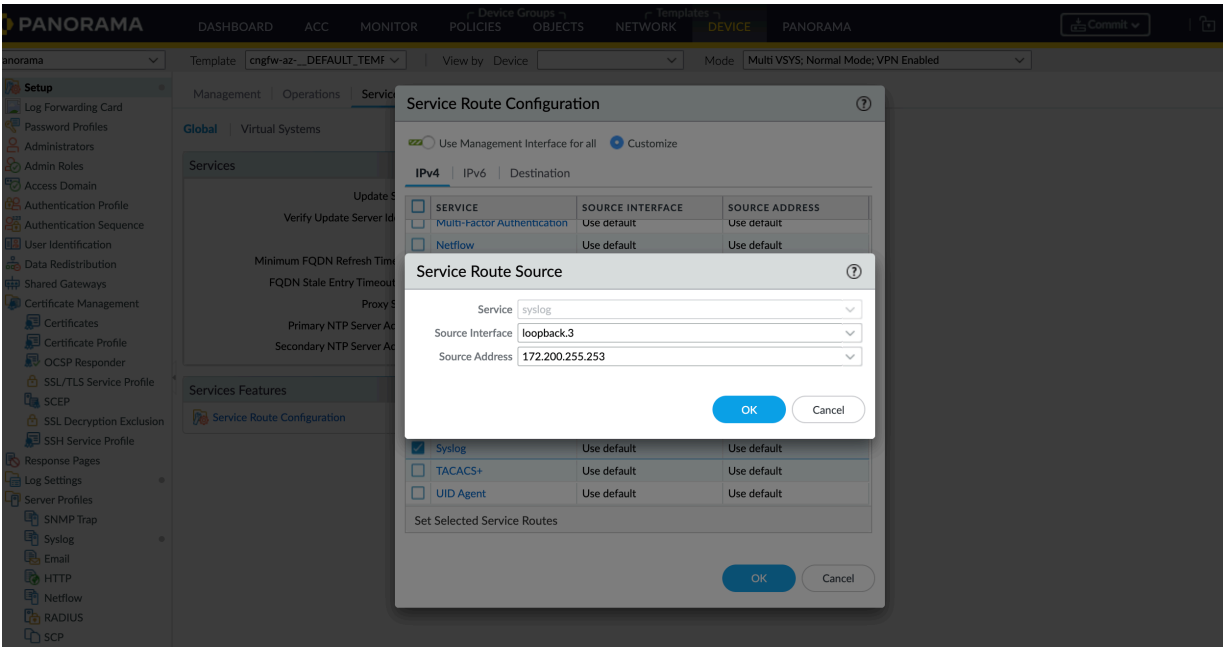 PANORAMA
Device Groups
Templates
DASHBOARD ACC MONITOR POLICIES OBJECTS NETWORK DEVICE PANORAMA
Commit
anorama
Template cngfw-az-__DEFAULT_TEMF View by Device Mode Multi VSYS; Normal Mode; VPN Enabled
Setup
Log Forwarding Card
Password Profiles
Administrators
Admin Roles
Access Domain
Authentication Profile
Authentication Sequence
User Identification
Data Redistribution
Shared Gateways
Certificate Management
Certificates
Certificate Profile
OCSP Responder
SSL/TLS Service Profile
SCEP
SSL Decryption Exclusion
SSH Service Profile
Response Pages
Log Settings
Server Profiles
SNMP Trap
Syslog
Email
HTTP
Netflow
RADIUS
SCP
Management Operations Servic
Global Virtual Systems
Services
Update S
Verify Update Server Id
Minimum FQDN Refresh Time
FQDN Stale Entry Timeout
Proxy S
Primary NTP Server Ad
Secondary NTP Server Ad
Services Features
Service Route Configuration
Service Route Configuration
Use Management Interface for all Customize
IPv4 IPv6 Destination
SERVICE SOURCE INTERFACE SOURCE ADDRESS
Multi-Factor Authentication Use default Use default
Netflow Use default Use default
Service Route Source
Service syslog
Source Interface loopback.3
Source Address 172.200.255.253
OK Cancel
Syslog Use default Use default
TACACS+ Use default Use default
UID Agent Use default Use default
Set Selected Service Routes
OK Cancel